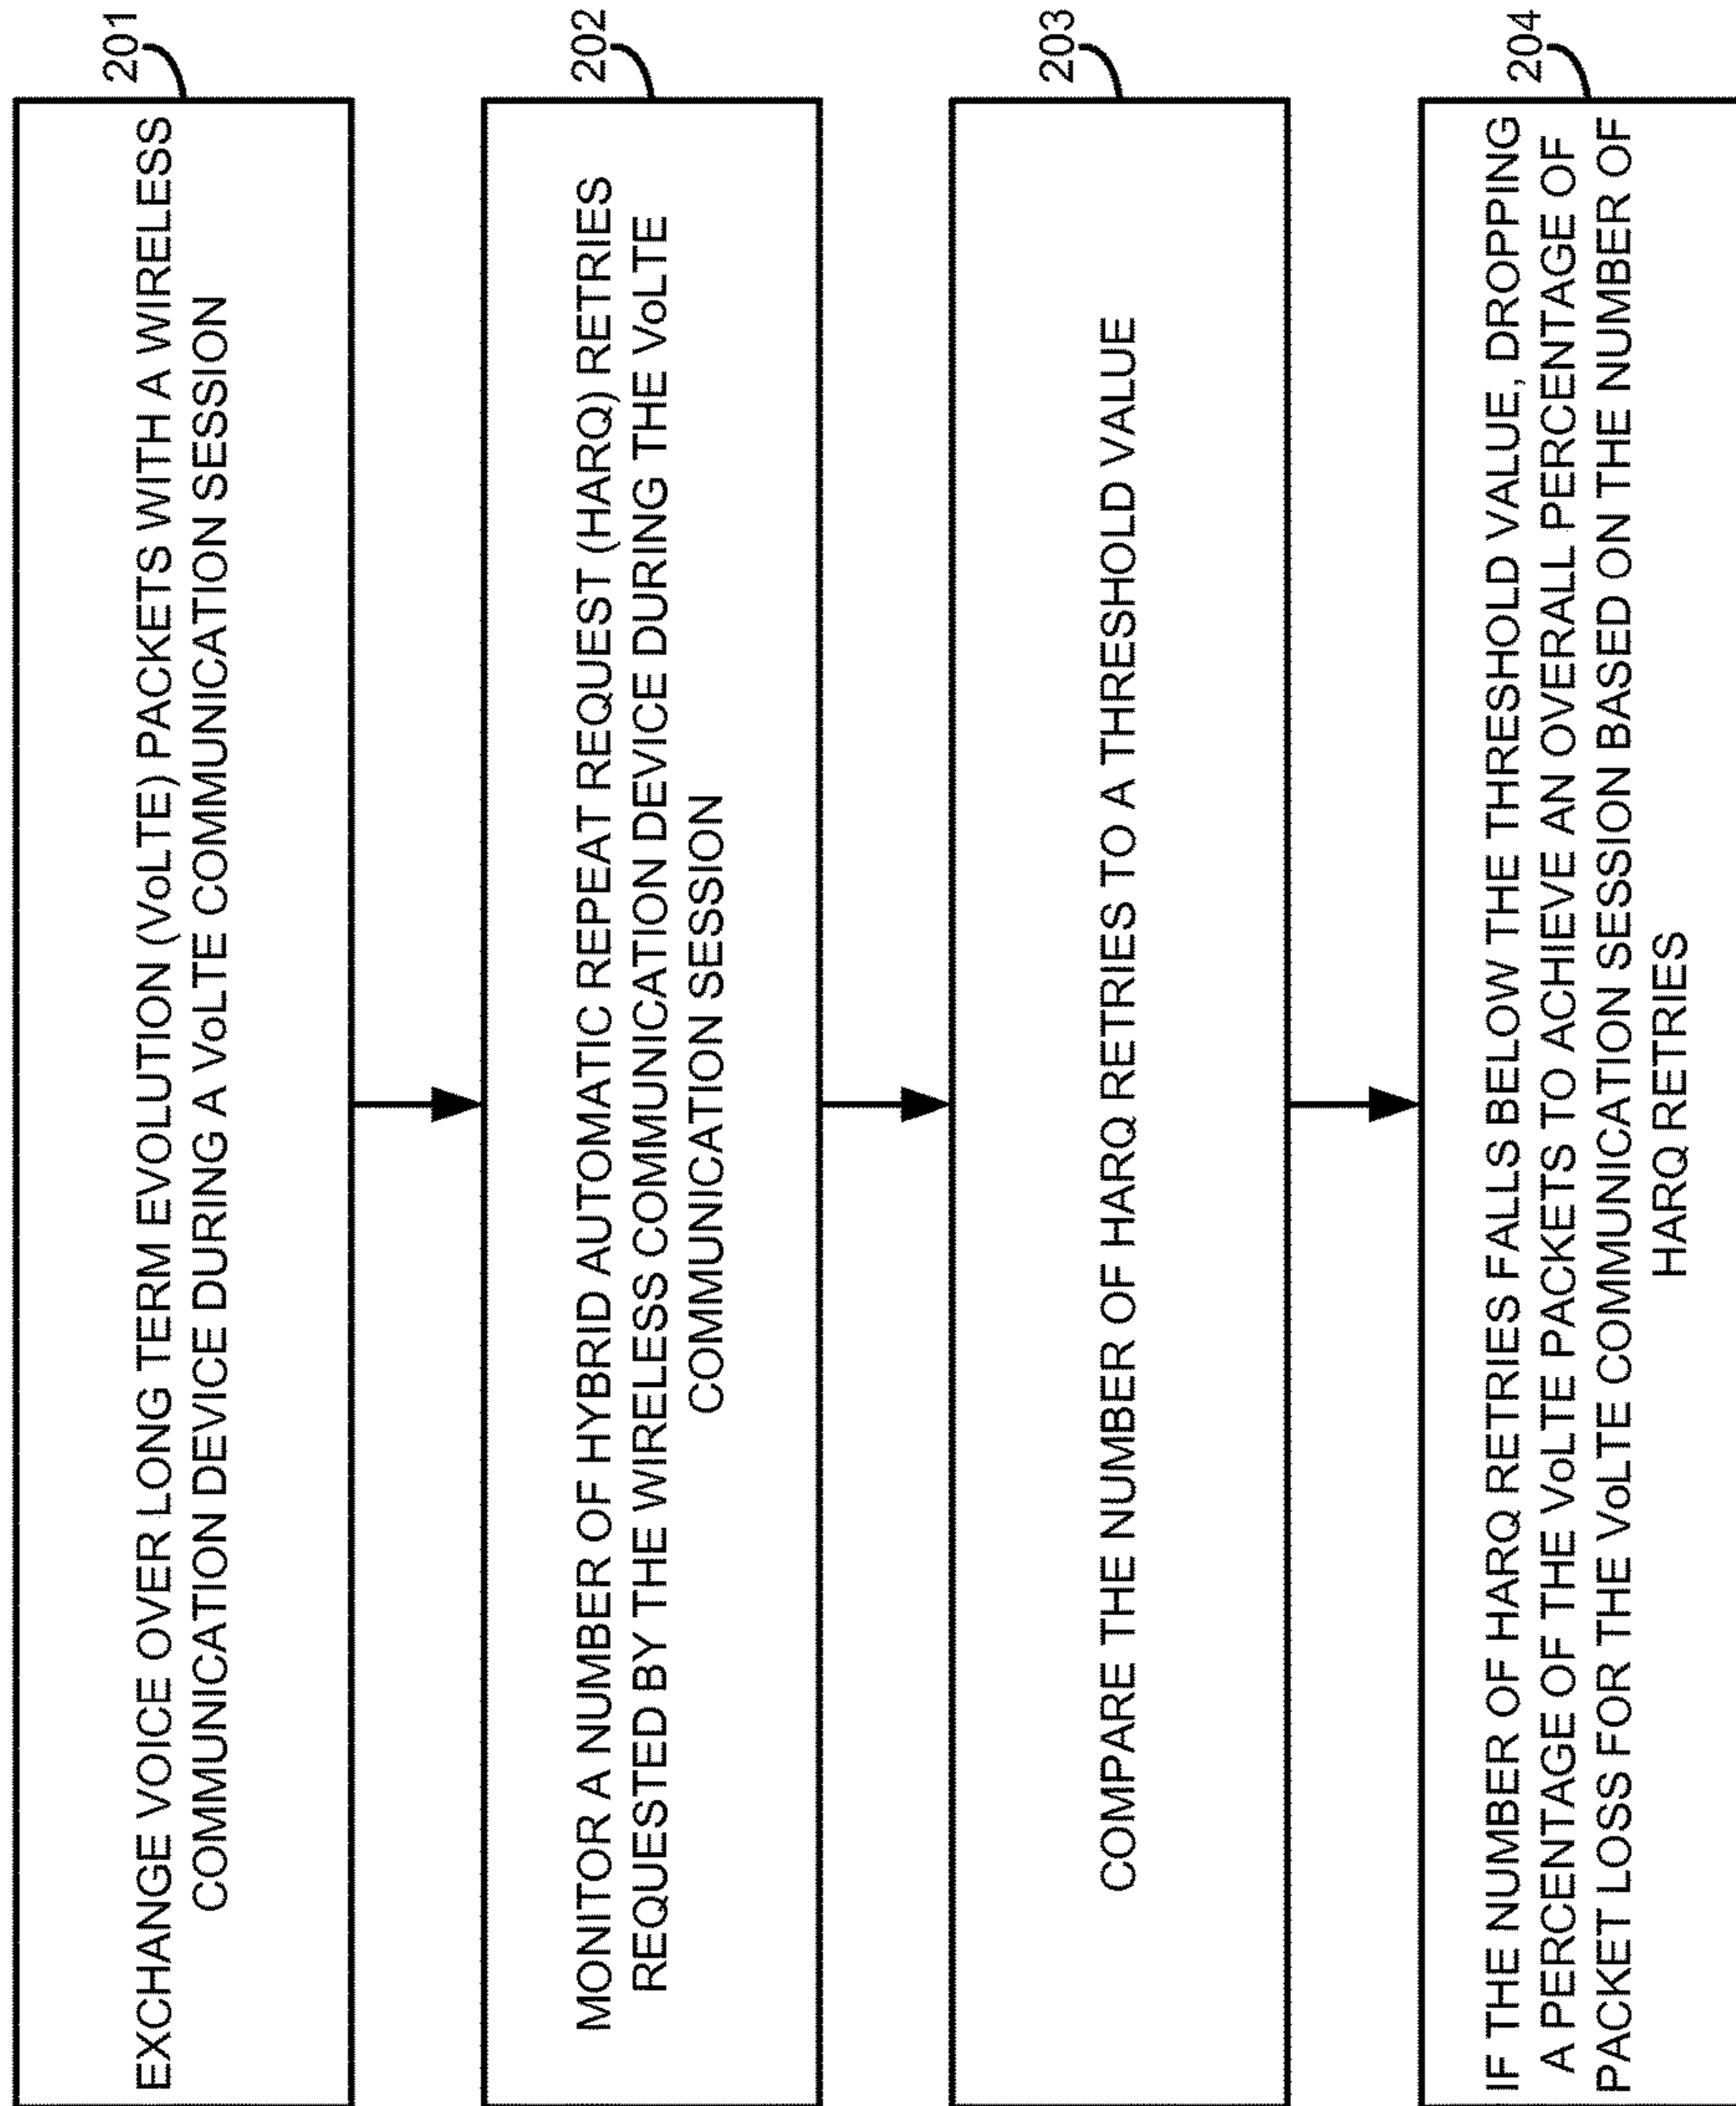 201
EXCHANGE VOICE OVER LONG TERM EVOLUTION (VoLTE) PACKETS WITH A WIRELESS
COMMUNICATION DEVICE DURING A VoLTE COMMUNICATION SESSION
202
MONITOR A NUMBER OF HYBRID AUTOMATIC REPEAT REQUEST (HARQ) RETRIES
REQUESTED BY THE WIRELESS COMMUNICATION DEVICE DURING THE VoLTE
COMMUNICATION SESSION
203
COMPARE THE NUMBER OF HARQ RETRIES TO A THRESHOLD VALUE
204
IF THE NUMBER OF HARQ RETRIES FALLS BELOW THE THRESHOLD VALUE, DROPPING
A PERCENTAGE OF THE VoLTE PACKETS TO ACHIEVE AN OVERALL PERCENTAGE OF
PACKET LOSS FOR THE VoLTE COMMUNICATION SESSION BASED ON THE NUMBER OF
HARQ RETRIES